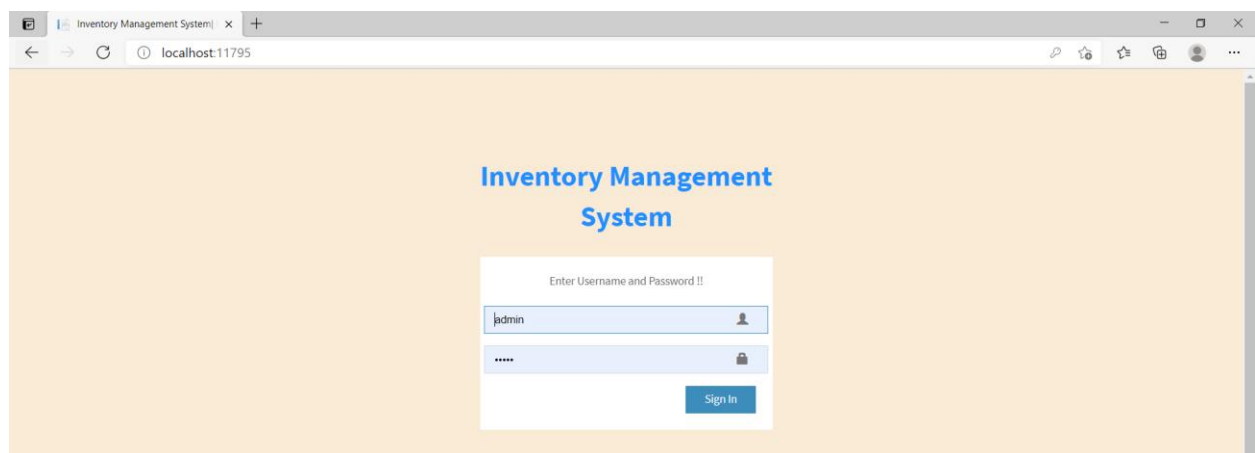 Inventory Management System|
localhost:11795
Inventory Management
System
Enter Username and Password !!
admin
•••••
Sign In